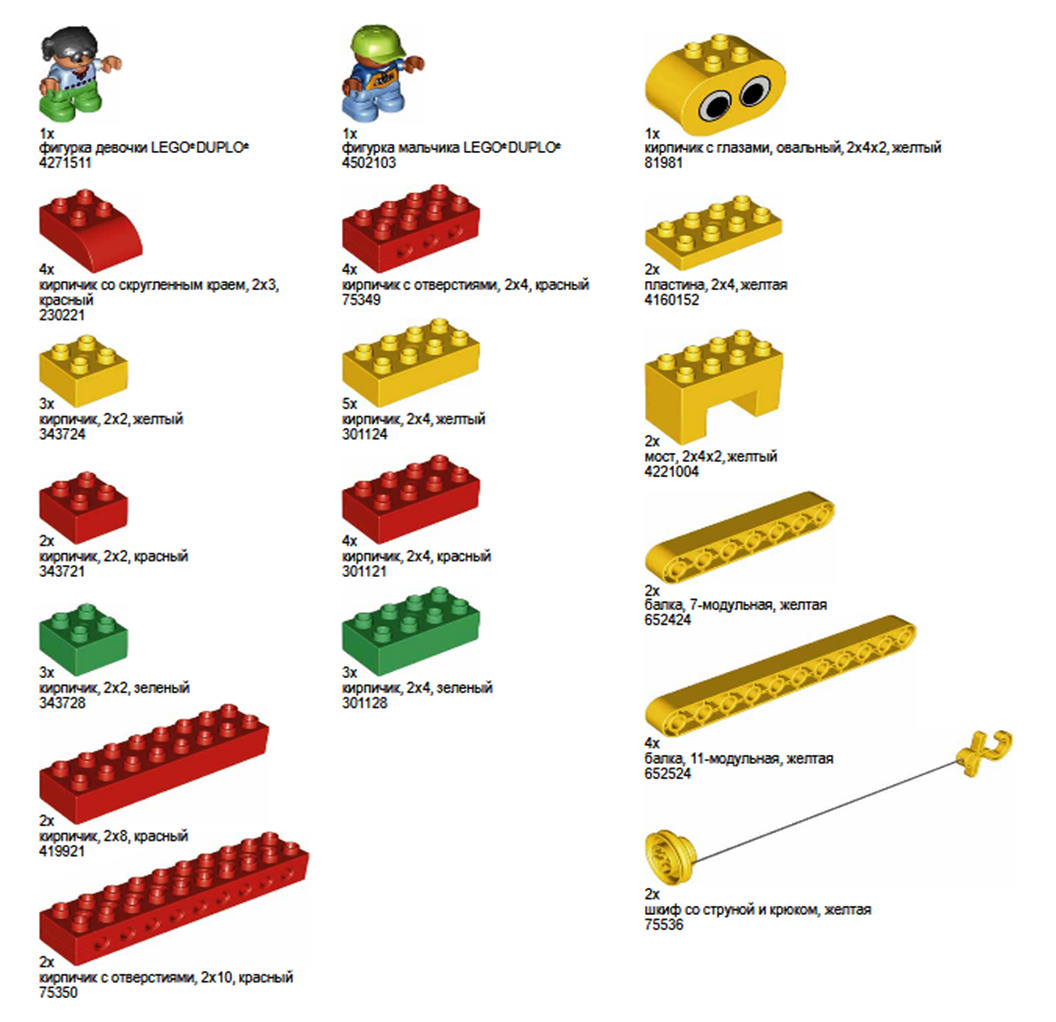 1x
фигурка девочки LEGO®DUPLO®
4271511
4x
кирпичик со скругленным краем, 2x3,
красный
230221
3x
кирпичик, 2x2, желтый
343724
2x
кирпичик, 2x2, красный
343721
3x
кирпичик, 2x2, зеленый
343728
2x
кирпичик, 2x8, красный
419921
2x
кирпичик с отверстиями, 2x10, красный
75350
1x
фигурка мальчика LEGO®DUPLO®
4502103
4x
кирпичик с отверстиями, 2x4, красный
75349
5x
кирпичик, 2x4, желтый
301124
4x
кирпичик, 2x4, красный
301121
3x
кирпичик, 2x4, зеленый
301128
1x
кирпичик с глазами, овальный, 2x4x2, желтый
81981
2x
пластина, 2x4, желтая
4160152
2x
мост, 2x4x2, желтый
4221004
2x
балка, 7-модульная, желтая
652424
4x
балка, 11-модульная, желтая
652524
2x
шкиф со струной и крюком, желтая
75536